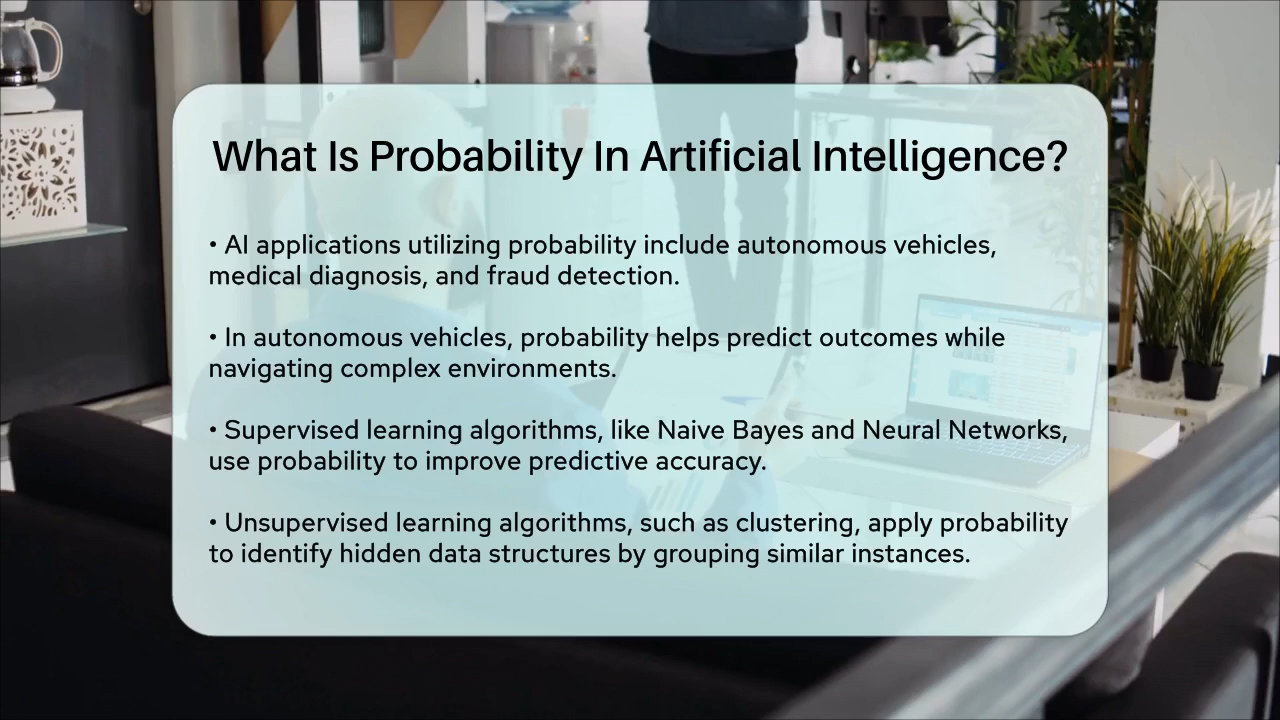 What Is Probability In Artificial Intelligence?
• AI applications utilizing probability include autonomous vehicles,
medical diagnosis, and fraud detection.
• In autonomous vehicles, probability helps predict outcomes while
navigating complex environments.
• Supervised learning algorithms, like Naive Bayes and Neural Networks,
use probability to improve predictive accuracy.
• Unsupervised learning algorithms, such as clustering, apply probability
to identify hidden data structures by grouping similar instances.